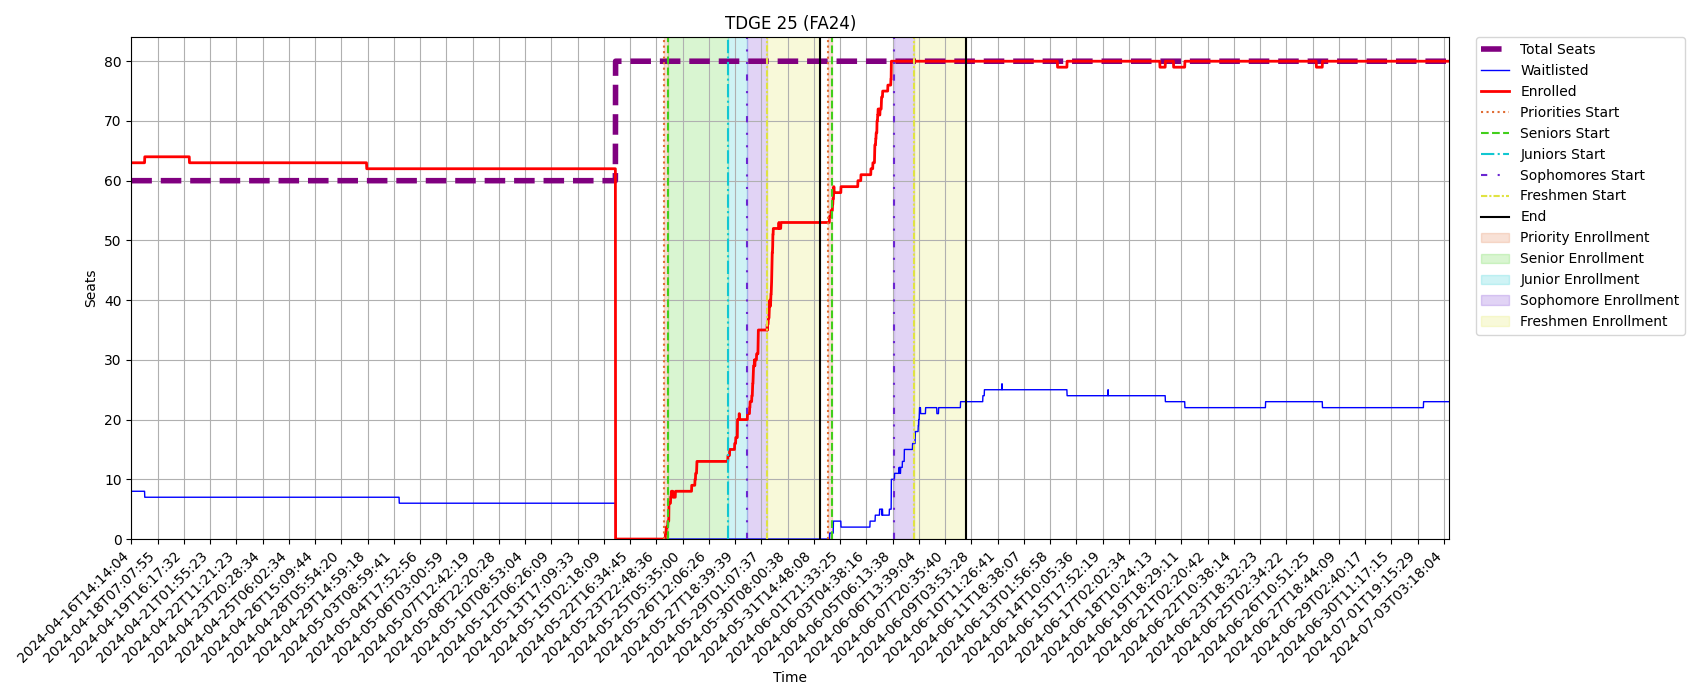 TDGE 25 (FA24)
Seats
80
70
60
50
40
30
20
10
0
2024-04-16T14:14:04
2024-04-18T07:07:55
2024-04-19T16:17:32
2024-04-21T01:55:23
2024-04-22T11:21:23
2024-04-23T20:28:34
2024-04-25T06:02:34
2024-04-26T15:09:44
2024-04-28T05:54:20
2024-04-29T14:59:18
2024-05-03T08:59:41
2024-05-04T17:52:56
2024-05-06T03:00:59
2024-05-07T12:42:19
2024-05-08T22:20:28
2024-05-10T08:53:04
2024-05-12T06:26:09
2024-05-13T17:09:33
2024-05-15T02:18:09
2024-05-22T16:34:45
2024-05-23T22:48:36
2024-05-25T05:35:00
2024-05-26T12:06:20
2024-05-27T18:39:39
2024-05-29T01:07:37
2024-05-30T08:00:38
2024-05-31T14:48:08
2024-06-01T21:33:25
2024-06-03T04:38:16
2024-06-05T06:13:38
2024-06-06T13:39:04
2024-06-07T20:35:40
2024-06-09T03:53:28
2024-06-10T11:26:41
2024-06-11T18:38:07
2024-06-13T01:56:58
2024-06-14T10:05:36
2024-06-15T17:52:19
2024-06-17T02:02:34
2024-06-18T10:24:13
2024-06-19T18:29:11
2024-06-21T02:20:42
2024-06-22T10:38:14
2024-06-23T18:32:23
2024-06-25T02:34:22
2024-06-26T10:51:25
2024-06-27T18:44:09
2024-06-29T02:40:17
2024-06-30T11:17:15
2024-07-01T19:15:29
2024-07-03T03:18:04
Time
Total Seats
Waitlisted
Enrolled
Priorities Start
Seniors Start
Juniors Start
Sophomores Start
Freshmen Start
End
Priority Enrollment
Senior Enrollment
Junior Enrollment
Sophomore Enrollment
Freshmen Enrollment